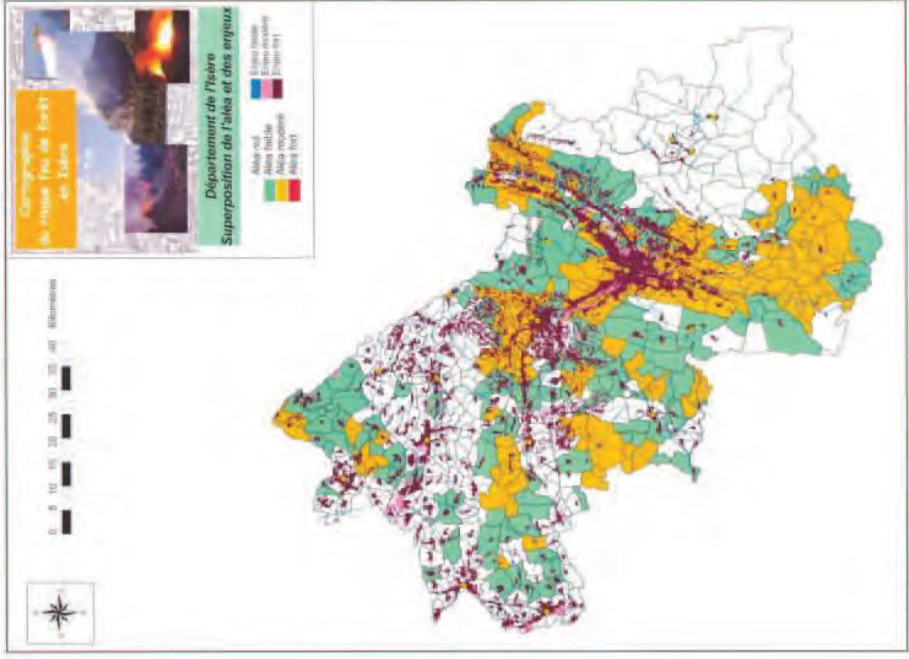 Cartographie
du risque feu de forêt
en Isère
Département de l'Isère
Superposition de l'aléa et des enjeux
Aléa nul
Aléa faible
Aléa modéré
Aléa fort
Enjeu faible
Enjeu modéré
Enjeu fort
0 5 10 15 20 25 30 35 40 Kilomètres